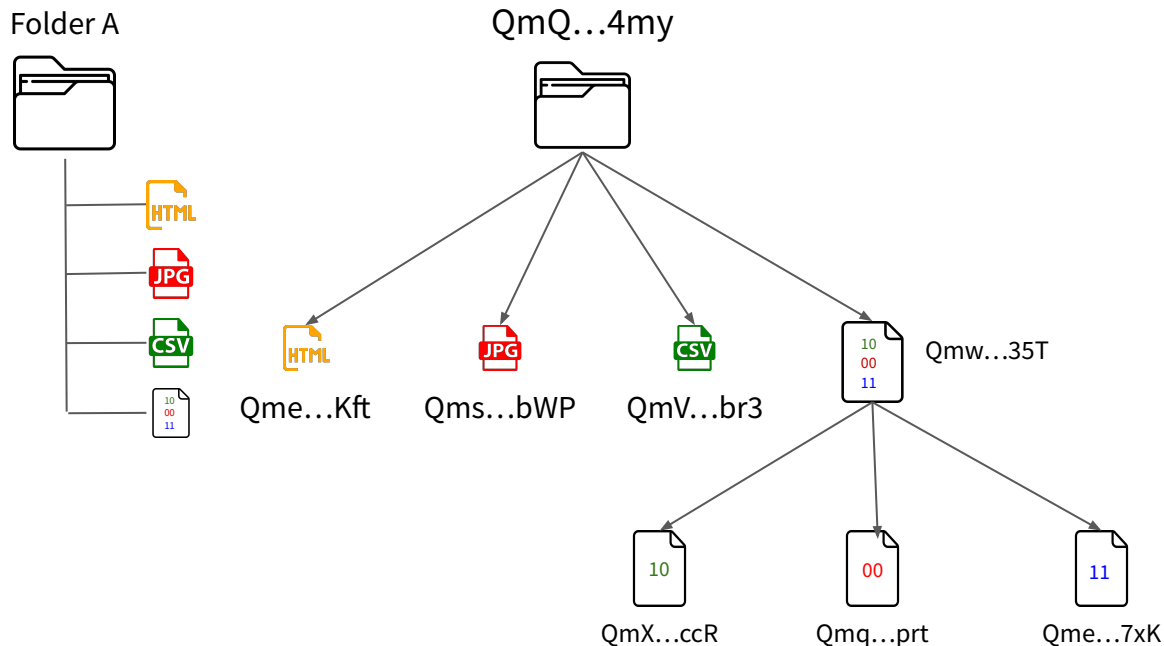 Folder A
QmQ…4my
HTML
JPG
CSV
10
00
11
HTML
JPG
CSV
10
00
11
Qmw…35T
Qme…Kft
Qms…bWP
QmV…br3
10
00
11
QmX…ccR
Qmq…prt
Qme…7xK